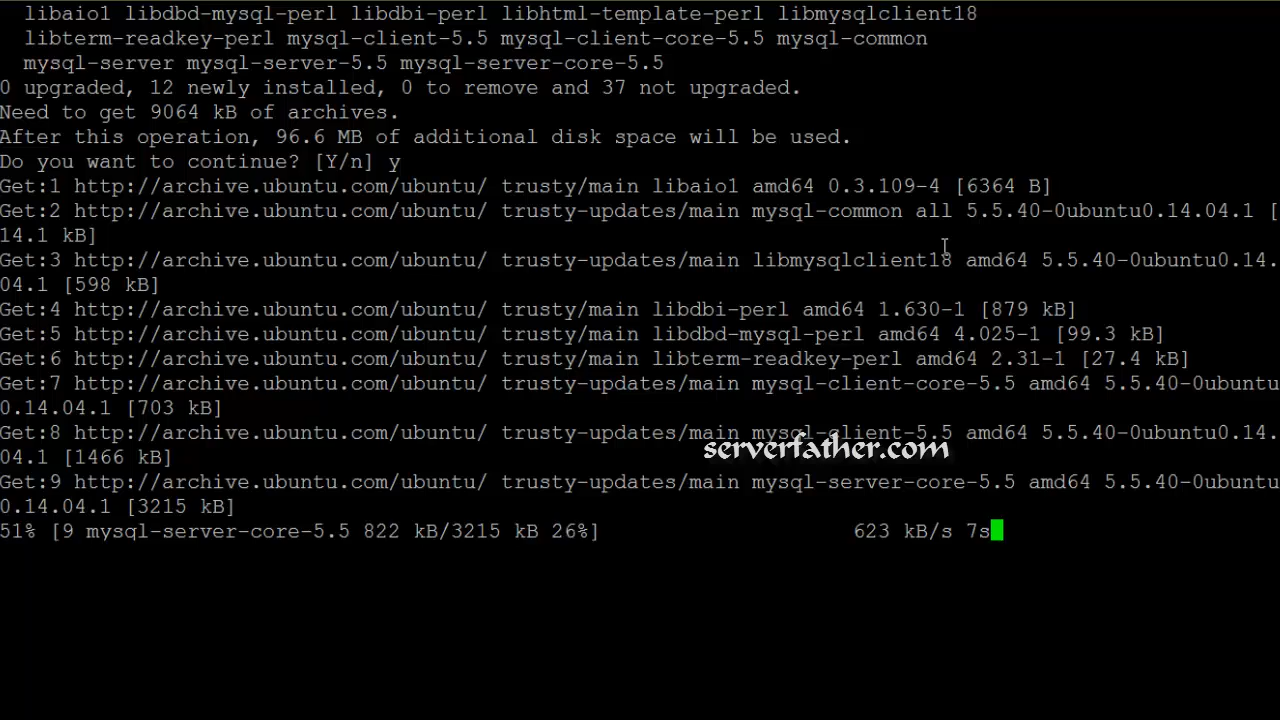 libaio1 libdbd-mysql-perl libdbi-perl libhtml-template-perl libmysqlclient18
libterm-readkey-perl mysql-client-5.5 mysql-client-core-5.5 mysql-common
mysql-server mysql-server-5.5 mysql-server-core-5.5
0 upgraded, 12 newly installed, 0 to remove and 37 not upgraded.
Need to get 9064 kB of archives.
After this operation, 96.6 MB of additional disk space will be used.
Do you want to continue? [Y/n] y
Get:1 http://archive.ubuntu.com/ubuntu/ trusty/main libaio1 amd64 0.3.109-4 [6364 B]
Get:2 http://archive.ubuntu.com/ubuntu/ trusty-updates/main mysql-common all 5.5.40-0ubuntu0.14.04.1 [
14.1 kB]
Get:3 http://archive.ubuntu.com/ubuntu/ trusty-updates/main libmysqlclient18 amd64 5.5.40-0ubuntu0.14.
04.1 [598 kB]
Get:4 http://archive.ubuntu.com/ubuntu/ trusty/main libdbi-perl amd64 1.630-1 [879 kB]
Get:5 http://archive.ubuntu.com/ubuntu/ trusty/main libdbd-mysql-perl amd64 4.025-1 [99.3 kB]
Get:6 http://archive.ubuntu.com/ubuntu/ trusty/main libterm-readkey-perl amd64 2.31-1 [27.4 kB]
Get:7 http://archive.ubuntu.com/ubuntu/ trusty-updates/main mysql-client-core-5.5 amd64 5.5.40-0ubuntu
0.14.04.1 [703 kB]
Get:8 http://archive.ubuntu.com/ubuntu/ trusty-updates/main mysql-client-5.5 amd64 5.5.40-0ubuntu0.14.
serverfather.com
04.1 [1466 kB]
Get:9 http://archive.ubuntu.com/ubuntu/ trusty-updates/main mysql-server-core-5.5 amd64 5.5.40-0ubuntu
0.14.04.1 [3215 kB]
51% [9 mysql-server-core-5.5 822 kB/3215 kB 26%] 623 kB/s 7s